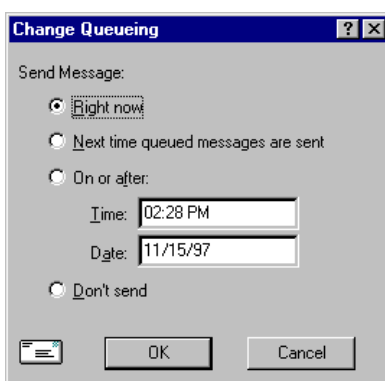 Change Queueing
Send Message:
Right now
Next time queued messages are sent
On or after:
Time: 02:28 PM
Date: 11/15/97
Don't send
OK Cancel